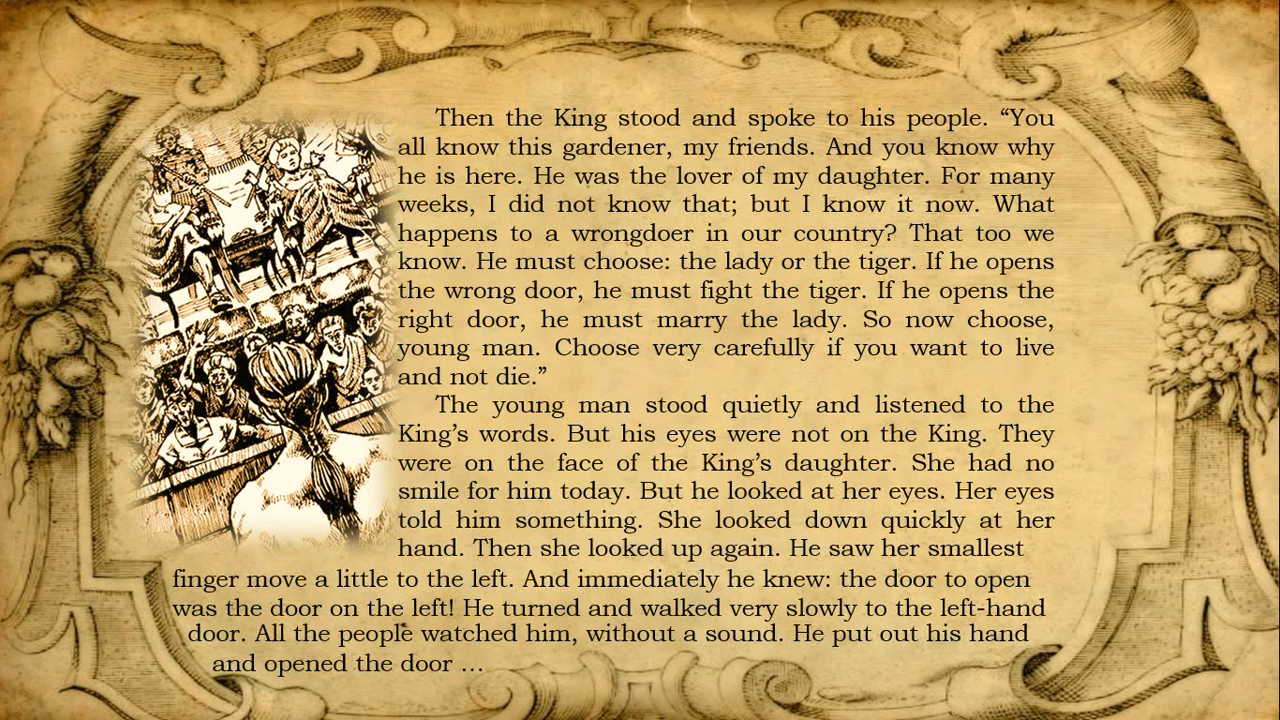 Then the King stood and spoke to his people. “You
all know this gardener, my friends. And you know why
he is here. He was the lover of my daughter. For many
weeks, I did not know that; but I know it now. What
happens to a wrongdoer in our country? That too we
know. He must choose: the lady or the tiger. If he opens
the wrong door, he must fight the tiger. If he opens the
right door, he must marry the lady. So now choose,
young man. Choose very carefully if you want to live
and not die.”
The young man stood quietly and listened to the
King’s words. But his eyes were not on the King. They
were on the face of the King’s daughter. She had no
smile for him today. But he looked at her eyes. Her eyes
told him something. She looked down quickly at her
hand. Then she looked up again. He saw her smallest
finger move a little to the left. And immediately he knew: the door to open
was the door on the left! He turned and walked very slowly to the left-hand
door. All the people watched him, without a sound. He put out his hand
and opened the door …